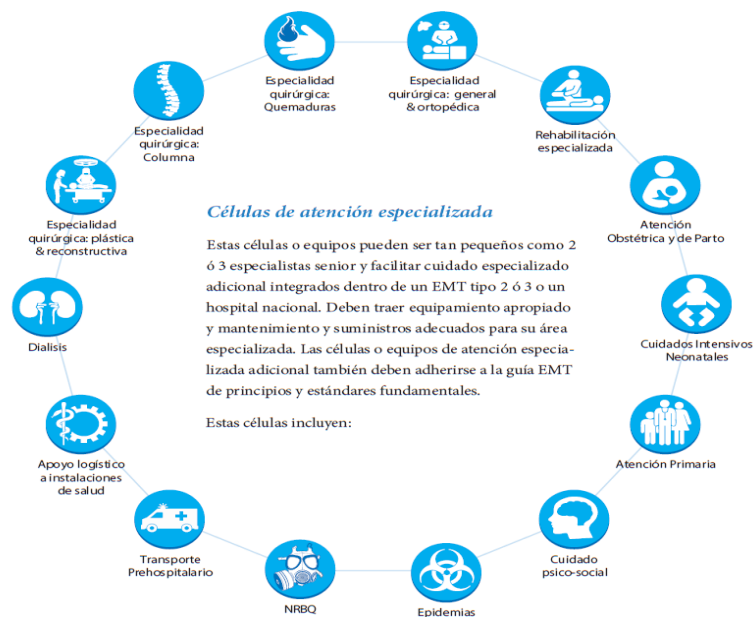 Especialidad
quirúrgica:
Quemaduras
Especialidad
quirúrgica: general
& ortopédica
Especialidad
quirúrgica:
Columna
Rehabilitación
especializada
Especialidad
quirúrgica: plástica
& reconstructiva
Atención
Obstétrica y de Parto
Células de atención especializada
Estas células o equipos pueden ser tan pequeños como 2
ó 3 especialistas senior y facilitar cuidado especializado
adicional integrados dentro de un EMT tipo 2 ó 3 o un
hospital nacional. Deben traer equipamiento apropiado
y mantenimiento y suministros adecuados para su área
especializada. Las células o equipos de atención especia-
lizada adicional también deben adherirse a la guía EMT
de principios y estándares fundamentales.
Estas células incluyen:
Dialisis
Cuidados Intensivos
Neonatales
Apoyo logístico
a instalaciones
de salud
Atención Primaria
Transporte
Prehospitalario
Cuidado
psico-social
NRBQ
Epidemias